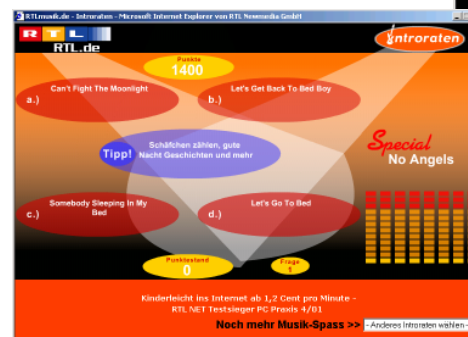 RTLmusik.de - Introraten - Microsoft Internet Explorer von RTL Newmedia GmbH
RTL
RTL.de
introraten
Punkte
1400
a.) Can't Fight The Moonlight
b.) Let's Get Back To Bed Boy
Tipp! Schäfchen zählen, gute
Nacht Geschichten und mehr
Special
No Angels
c.) Somebody Sleeping In My
Bed
d.) Let's Go To Bed
Punktestand
0
Frage
1
Kinderleicht ins Internet ab 1,2 Cent pro Minute -
RTL NET Testsieger PC Praxis 4/01
Noch mehr Musik-Spass >> - Anderes Introraten wählen -